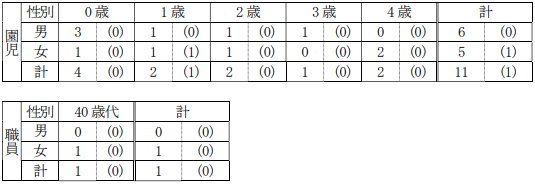 園児 性別 0歳 1歳 2歳 3歳 4歳 計
男 3 (0) 1 (0) 1 (0) 1 (0) 0 (0) 6 (0)
女 1 (0) 1 (1) 1 (0) 0 (0) 2 (0) 5 (1)
計 4 (0) 2 (1) 2 (0) 1 (0) 2 (0) 11 (1)
職員 性別 40歳代 計
男 0 (0) 0 (0)
女 1 (0) 1 (0)
計 1 (0) 1 (0)